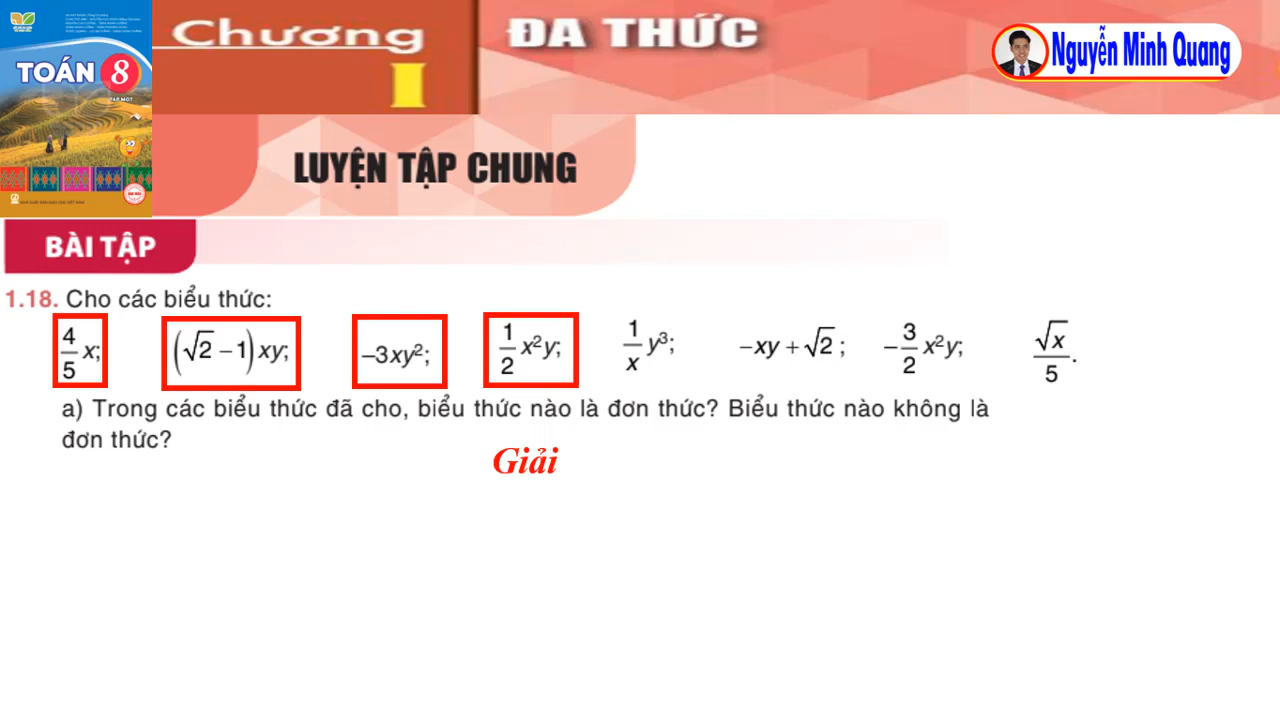 Chương
I
ĐA THỨC
Nguyễn Minh Quang
TOÁN 8
TẬP MỘT
LUYỆN TẬP CHUNG
BÀI TẬP
1.18. Cho các biểu thức:
4/5 x; (√2 – 1) xy; –3xy²; 1/2 x²y; 1/x y³; –xy + √2 ; – 3/2 x²y; √x/5.
a) Trong các biểu thức đã cho, biểu thức nào là đơn thức? Biểu thức nào không là
đơn thức?
Giải